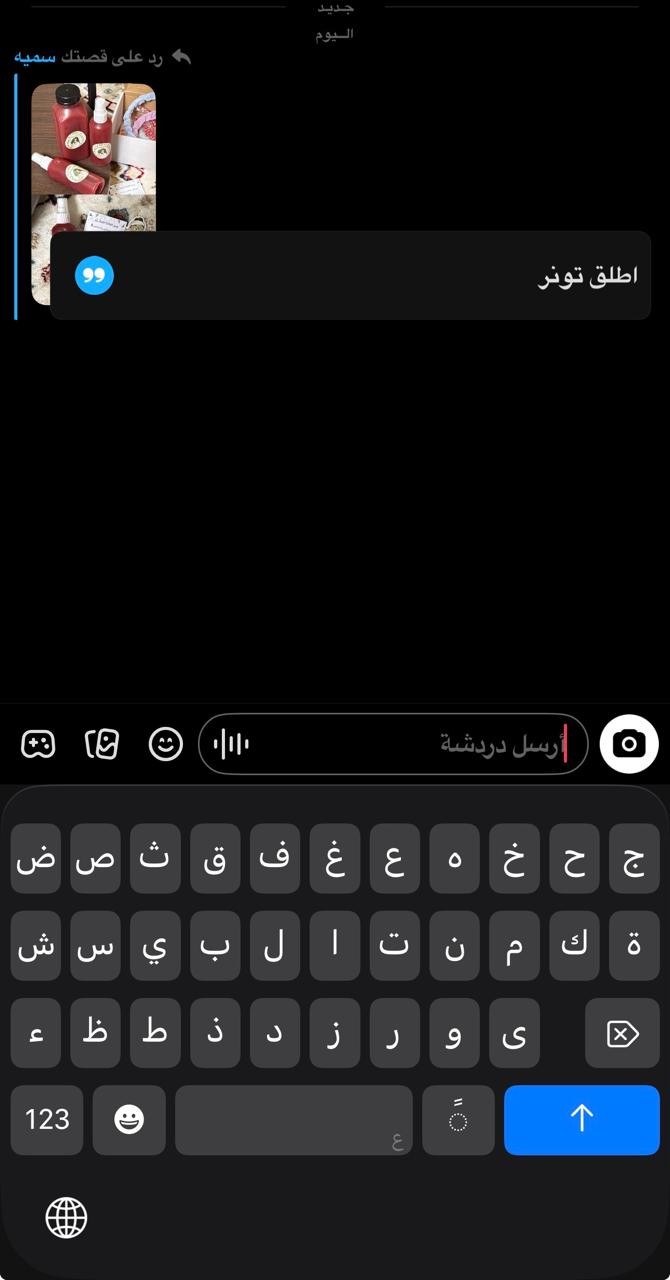 جديد
اليوم
رد على قصتك سميه
اطلق تونر
أرسل دردشة
ض ص ث ق ف غ ع ه خ ح ج
ش س ي ب ل ا ت ن م ك ة
ء ظ ط ذ د ز ر و ى
123
ع